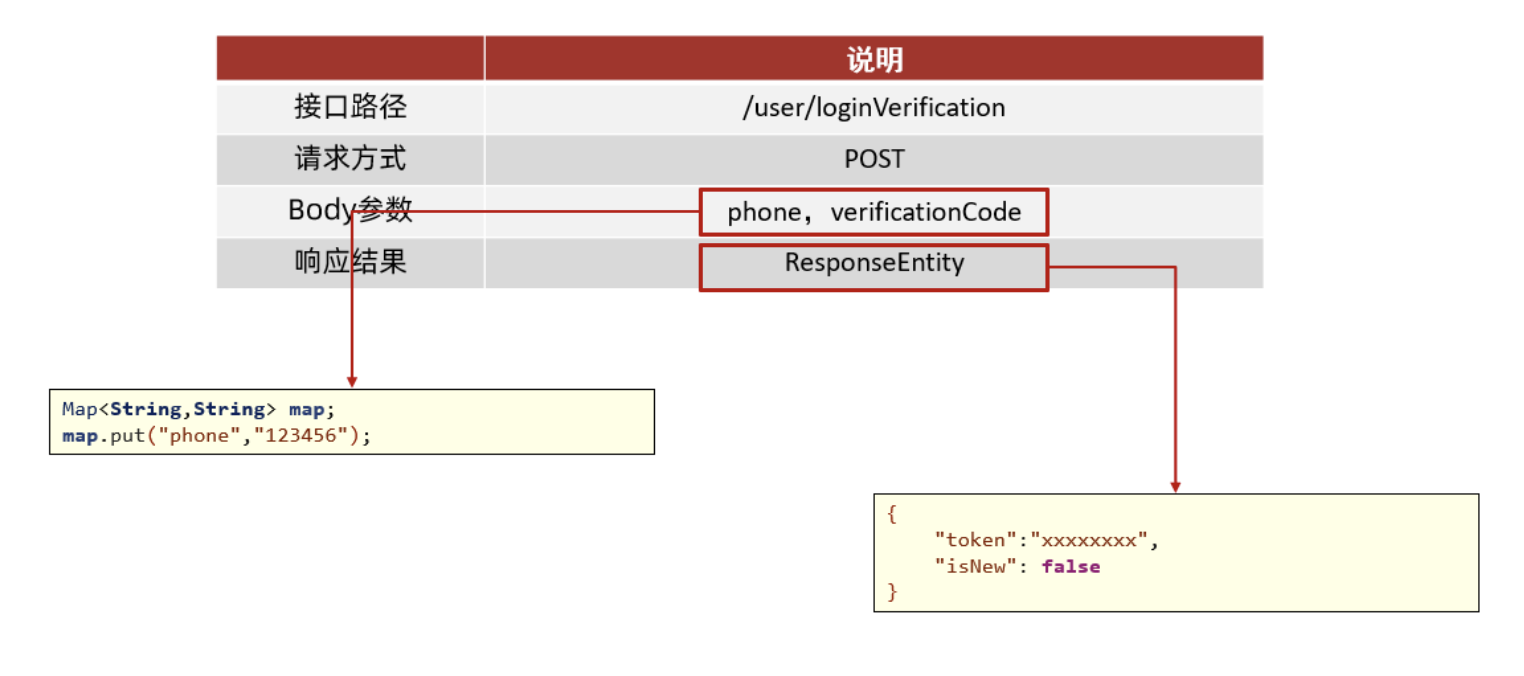 说明
接口路径 /user/loginVerification
请求方式 POST
Body参数 phone，verificationCode
响应结果 ResponseEntity
Map<String,String> map;
map.put("phone","123456");
{
"token":"xxxxxxxx",
"isNew": false
}